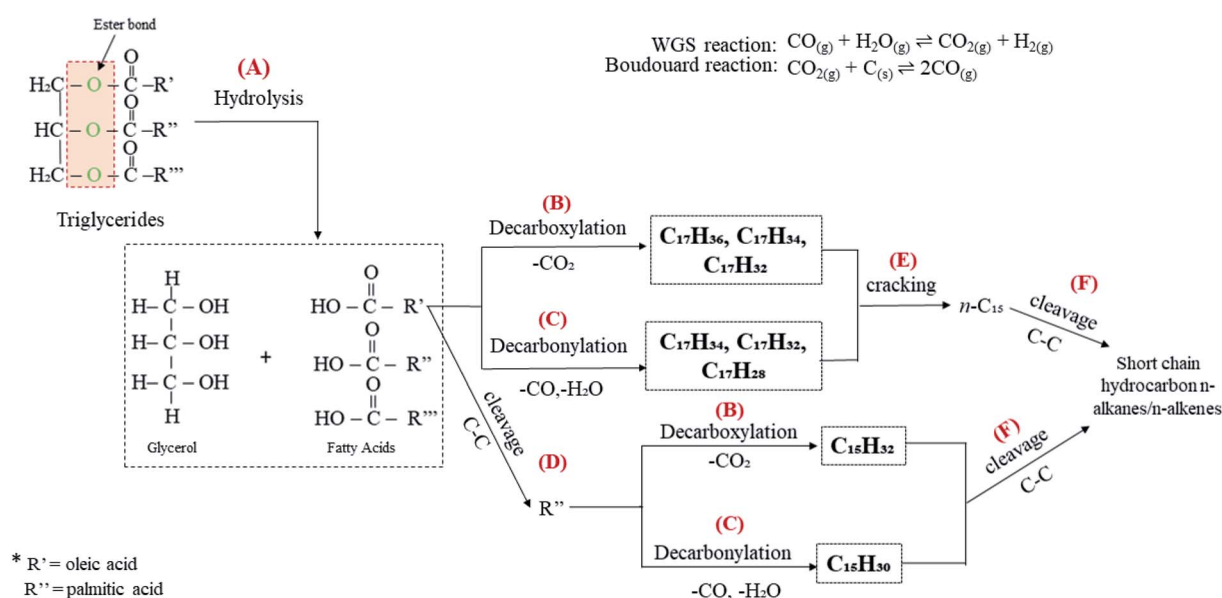 Ester bond
WGS reaction: CO(g) + H₂O(g) ⇌ CO₂(g) + H₂(g)
Boudouard reaction: CO₂(g) + C(s) ⇌ 2CO(g)
(A)
Hydrolysis
O
H₂C – O – C – R’
O
HC – O – C – R”
O
H₂C – O – C – R’’’
Triglycerides
H
H – C – OH
H – C – OH
H – C – OH
H
Glycerol
+
O
HO – C – R’
O
HO – C – R”
O
HO – C – R’’’
Fatty Acids
(B)
Decarboxylation
-CO₂
C₁₇H₃₆, C₁₇H₃₄,
C₁₇H₃₂
(C)
Decarbonylation
-CO,-H₂O
C₁₇H₃₄, C₁₇H₃₂,
C₁₇H₂₈
(E)
cracking
n-C₁₅
(F)
cleavage
C-C
Short chain
hydrocarbon n-
alkanes/n-alkenes
cleavage
C-C
(D)
R”
(B)
Decarboxylation
-CO₂
C₁₅H₃₂
(C)
Decarbonylation
-CO, -H₂O
C₁₅H₃₀
(F)
cleavage
C-C
* R’= oleic acid
R’’= palmitic acid